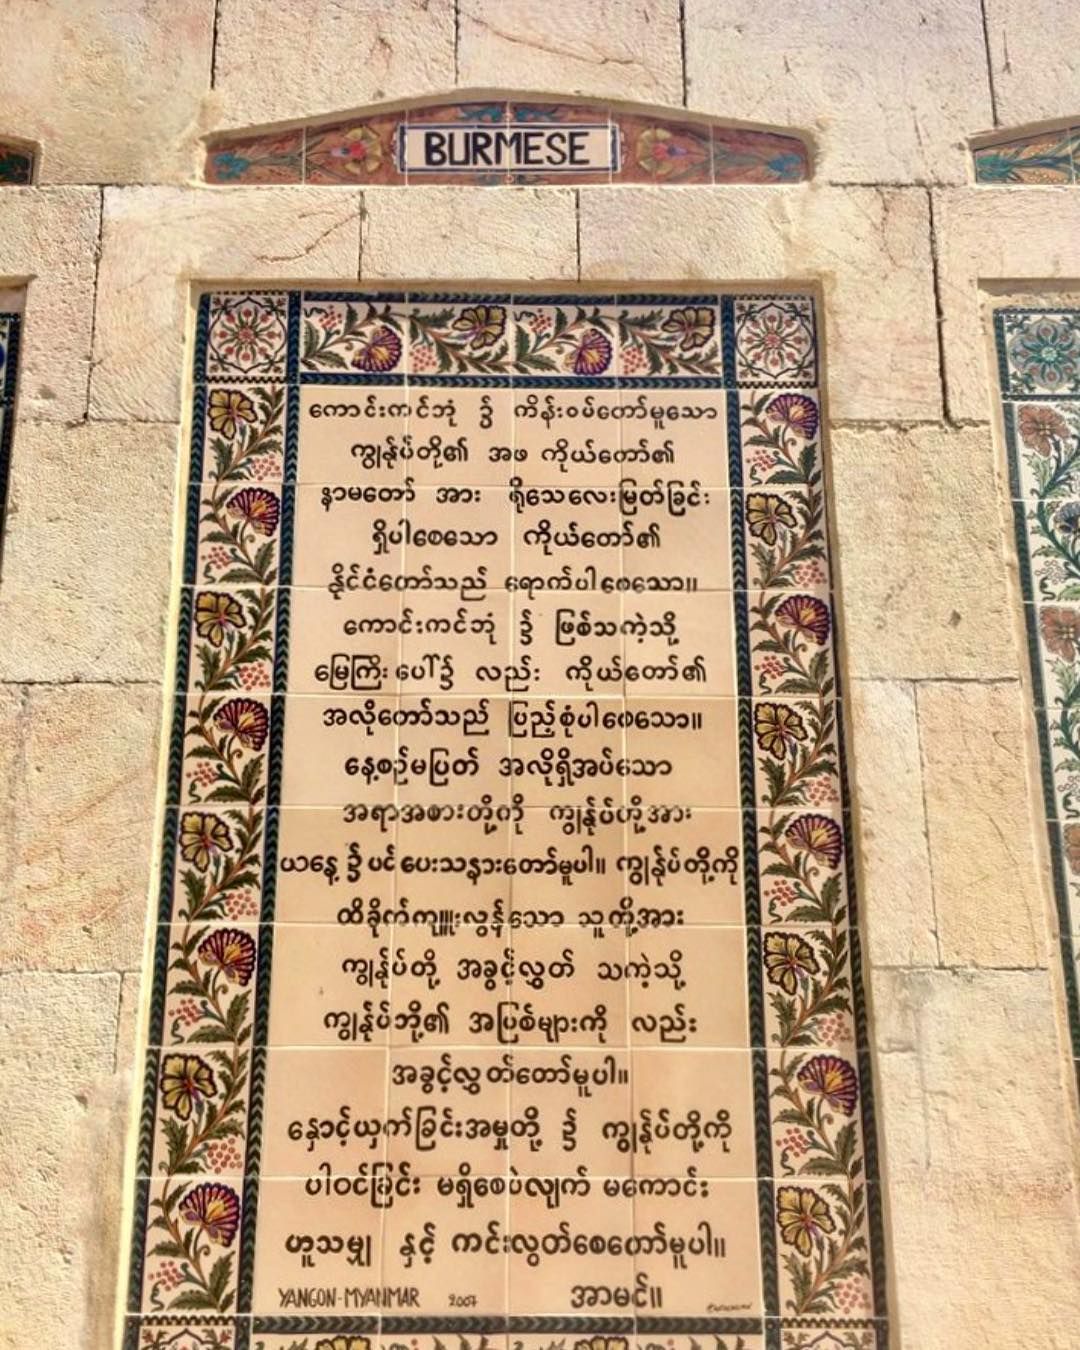 BURMESE
ကောင်းကင်ဘုံ ၌ ကိန်းဝပ်တော်မူသော
ကျွန်ုပ်တို့၏ အဖ ကိုယ်တော်၏
နာမတော် အား ရိုသေလေးမြတ်ခြင်း
ရှိပါစေသော ကိုယ်တော်၏
နိုင်ငံတော်သည် ရောက်ပါစေသော။
ကောင်းကင်ဘုံ ၌ ဖြစ်သကဲ့သို့
မြေကြီးပေါ်၌ လည်း ကိုယ်တော်၏
အလိုတော်သည် ပြည့်စုံပါစေသော။
နေ့စဉ်မပြတ် အလိုရှိအပ်သော
အရာအစားတို့ကို ကျွန်ုပ်တို့အား
ယနေ့ ၌ ပင် ပေးသနားတော်မူပါ။ ကျွန်ုပ်တို့ကို
ထိခိုက်ကျူးလွန်သော သူတို့အား
ကျွန်ုပ်တို့ အခွင့်လွှတ် သကဲ့သို့
ကျွန်ုပ်တို့၏ အပြစ်များကို လည်း
အခွင့်လွှတ်တော်မူပါ။
နှောင့်ယှက်ခြင်းအမှုတို့ ၌ ကျွန်ုပ်တို့ကို
ပါဝင်ခြင်း မရှိစေပဲလျက် မကောင်း
ဟူသမျှ နှင့် ကင်းလွတ်စေတော်မူပါ။
YANGON-MYANMAR 2007 အာမင်။